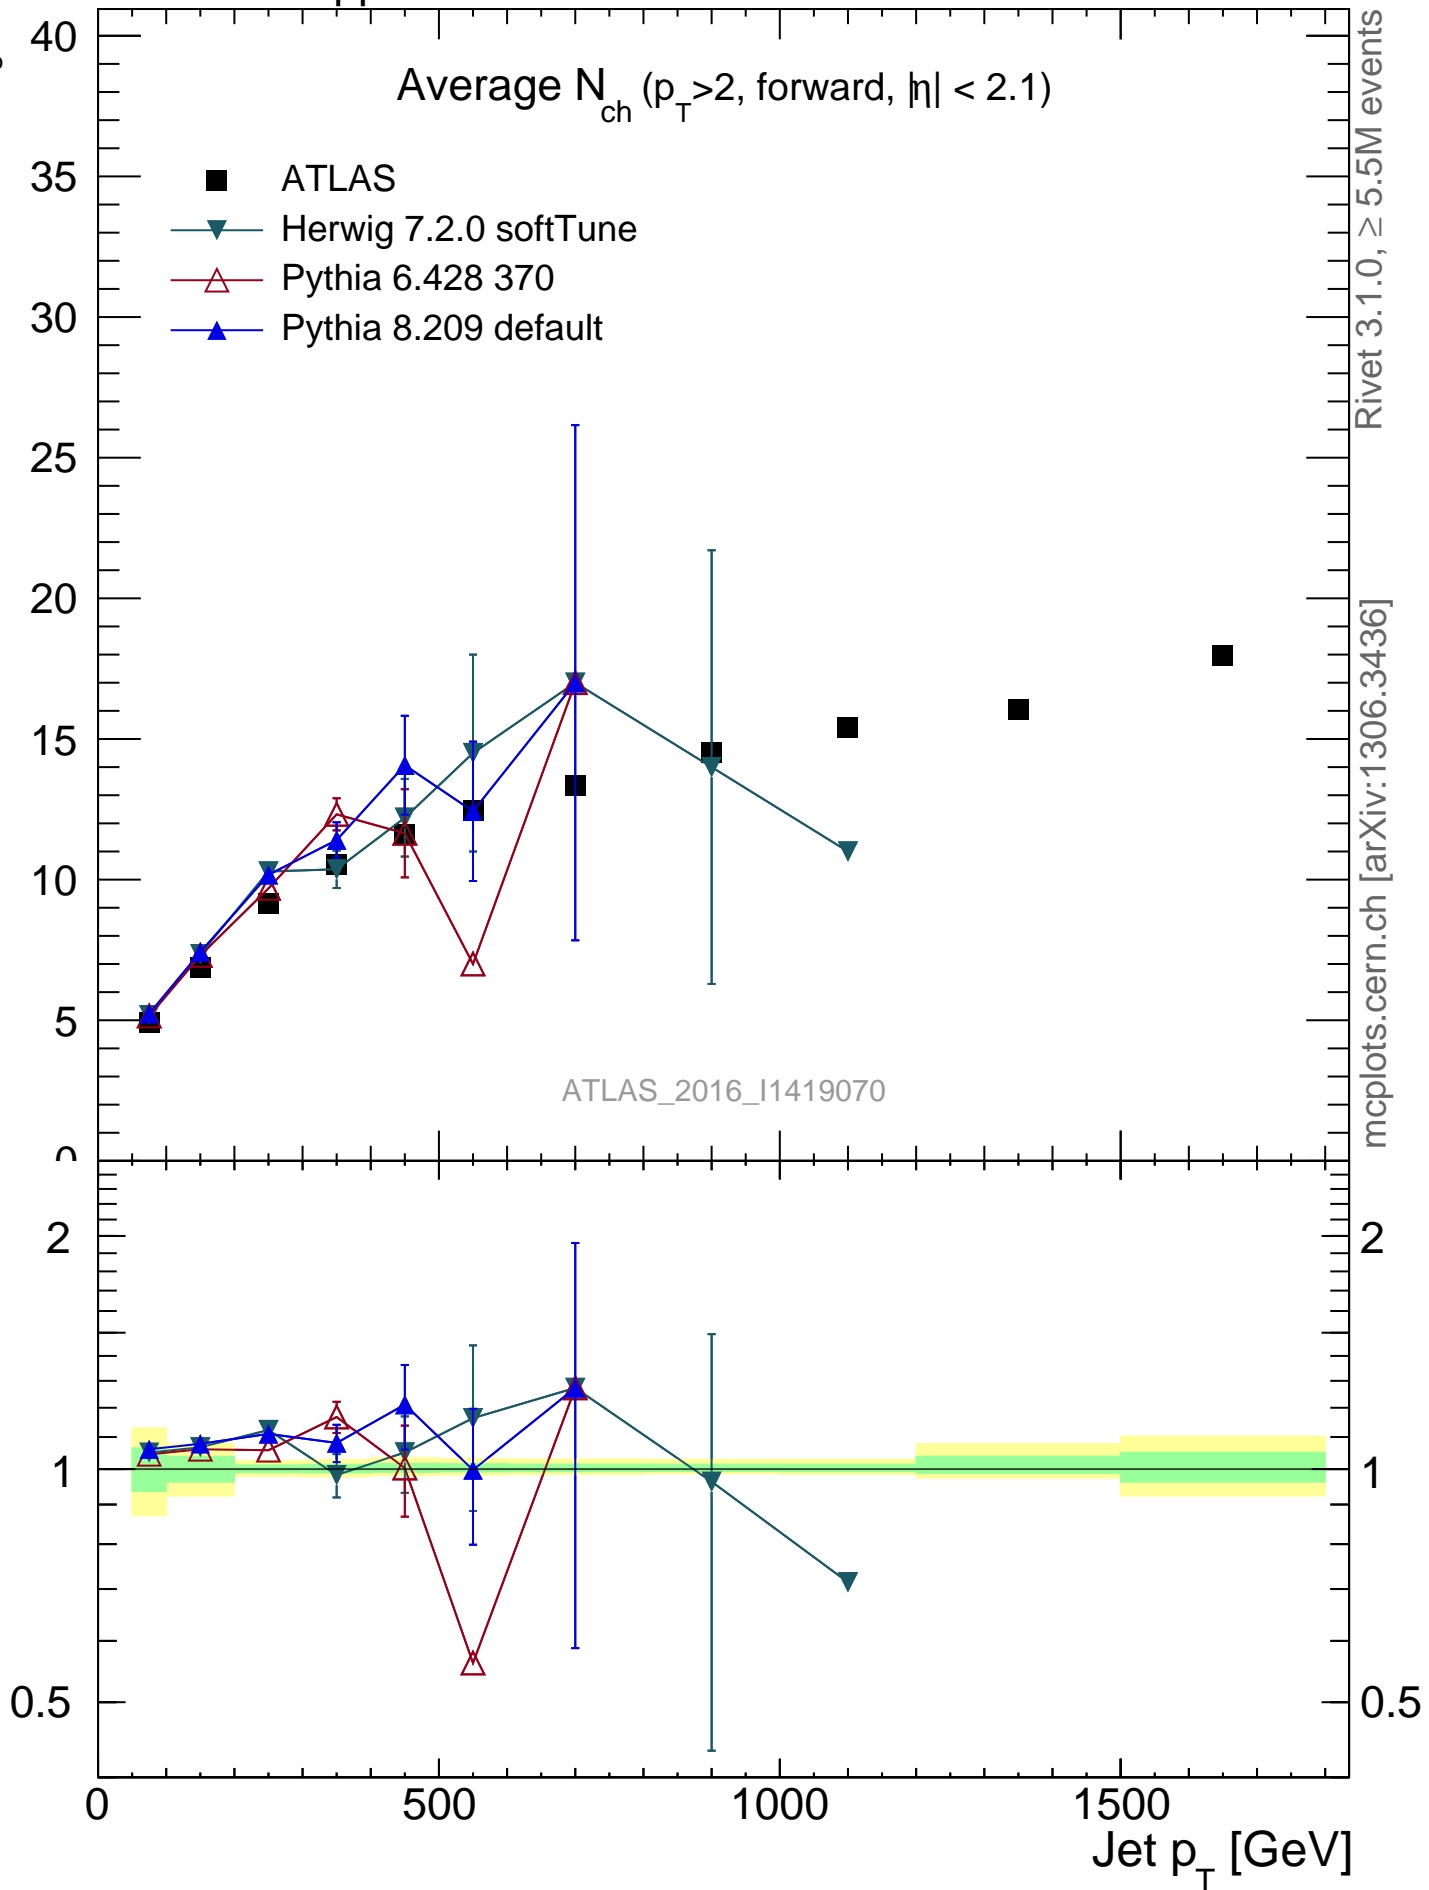 Average N_ch (p_T>2, forward, |η| < 2.1)
ATLAS
Herwig 7.2.0 softTune
Pythia 6.428 370
Pythia 8.209 default
40
35
30
25
20
15
10
5
0
ATLAS_2016_I1419070
Rivet 3.1.0, ≥ 5.5M events
mcplots.cern.ch [arXiv:1306.3436]
2
1
0.5
2
1
0.5
0
500
1000
1500
Jet p_T [GeV]